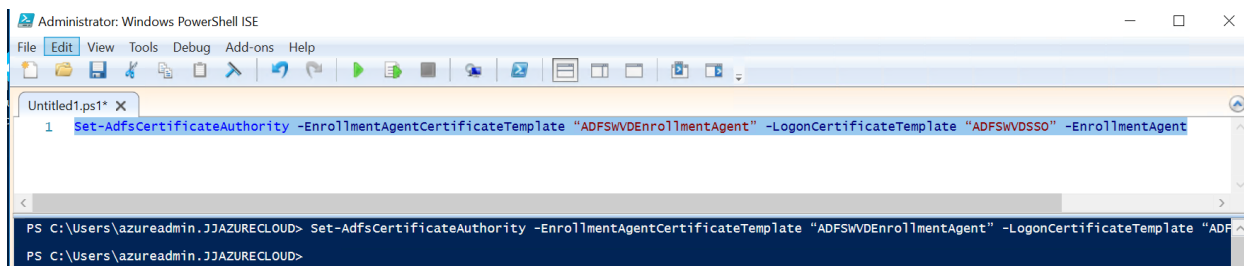 Administrator: Windows PowerShell ISE
File Edit View Tools Debug Add-ons Help
Untitled1.ps1* X
1 Set-AdfsCertificateAuthority -EnrollmentAgentCertificateTemplate “ADFSWVDEnrollmentAgent” -LogonCertificateTemplate “ADFSWVDSSO” -EnrollmentAgent
PS C:\Users\azureadmin.JJAZURECLOUD> Set-AdfsCertificateAuthority -EnrollmentAgentCertificateTemplate “ADFSWVDEnrollmentAgent” -LogonCertificateTemplate “ADF
PS C:\Users\azureadmin.JJAZURECLOUD>